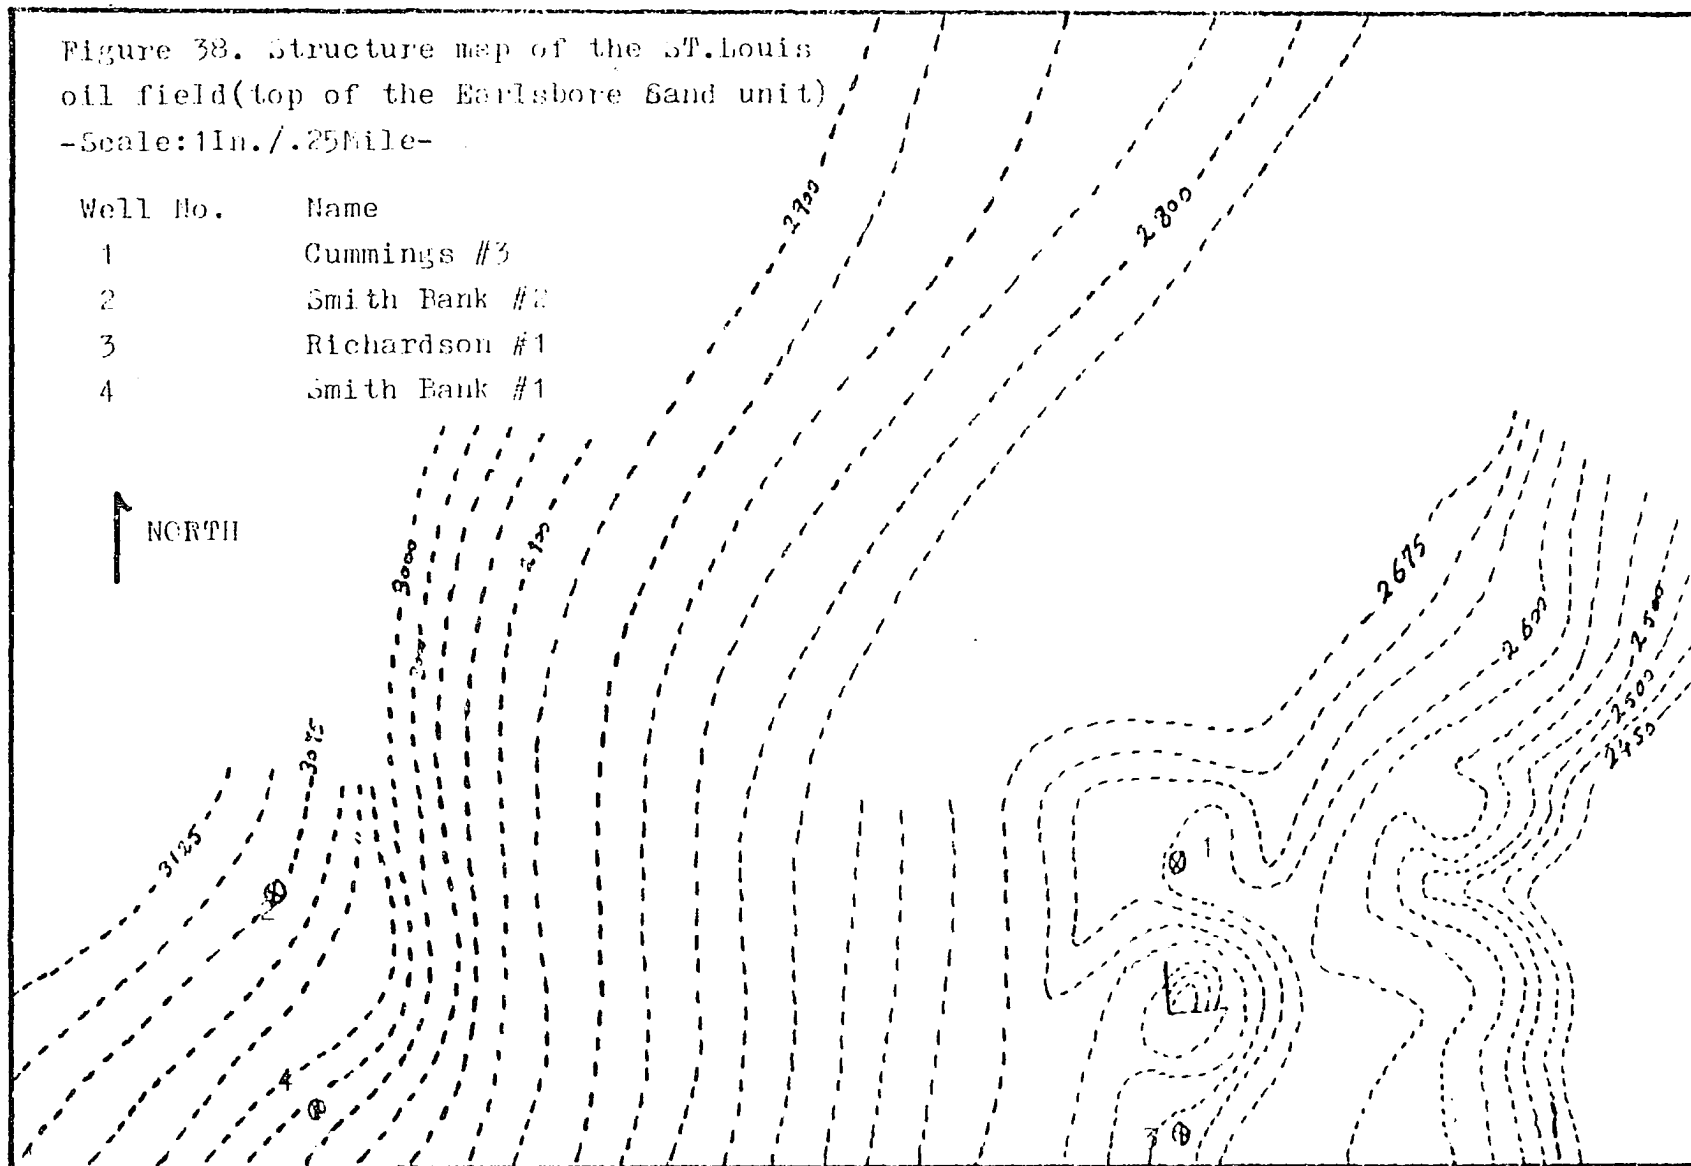 Figure 38. Structure map of the ST.Louis
oil field(top of the Earlsbore Sand unit)
-Scale:1In./.25Mile-
Well No. Name
1 Cummings #3
2 Smith Bank #2
3 Richardson #1
4 Smith Bank #1
NORTH
2700
2800
3000
2900
2675
2600
2500
2500
2450
3075
3125
1
2
4
3